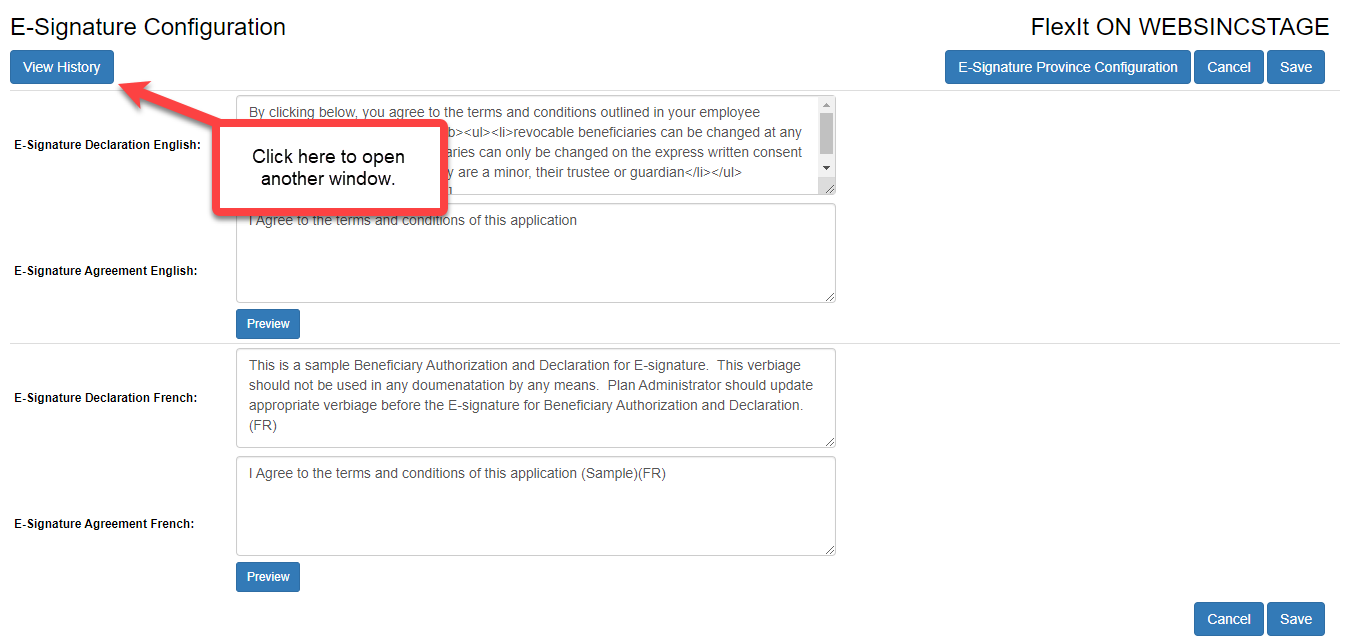 E-Signature Configuration
FlexIt ON WEBSINCSTAGE
View History
E-Signature Province Configuration
Cancel
Save
Click here to open
another window.
E-Signature Declaration English:
By clicking below, you agree to the terms and conditions outlined in your employee
b><ul><li>revocable beneficiaries can be changed at any
aries can only be changed on the express written consent
y are a minor, their trustee or guardian</li></ul>
E-Signature Agreement English:
I Agree to the terms and conditions of this application
Preview
E-Signature Declaration French:
This is a sample Beneficiary Authorization and Declaration for E-signature.  This verbiage
should not be used in any doumenatation by any means.  Plan Administrator should update
appropriate verbiage before the E-signature for Beneficiary Authorization and Declaration.
(FR)
E-Signature Agreement French:
I Agree to the terms and conditions of this application (Sample)(FR)
Preview
Cancel
Save